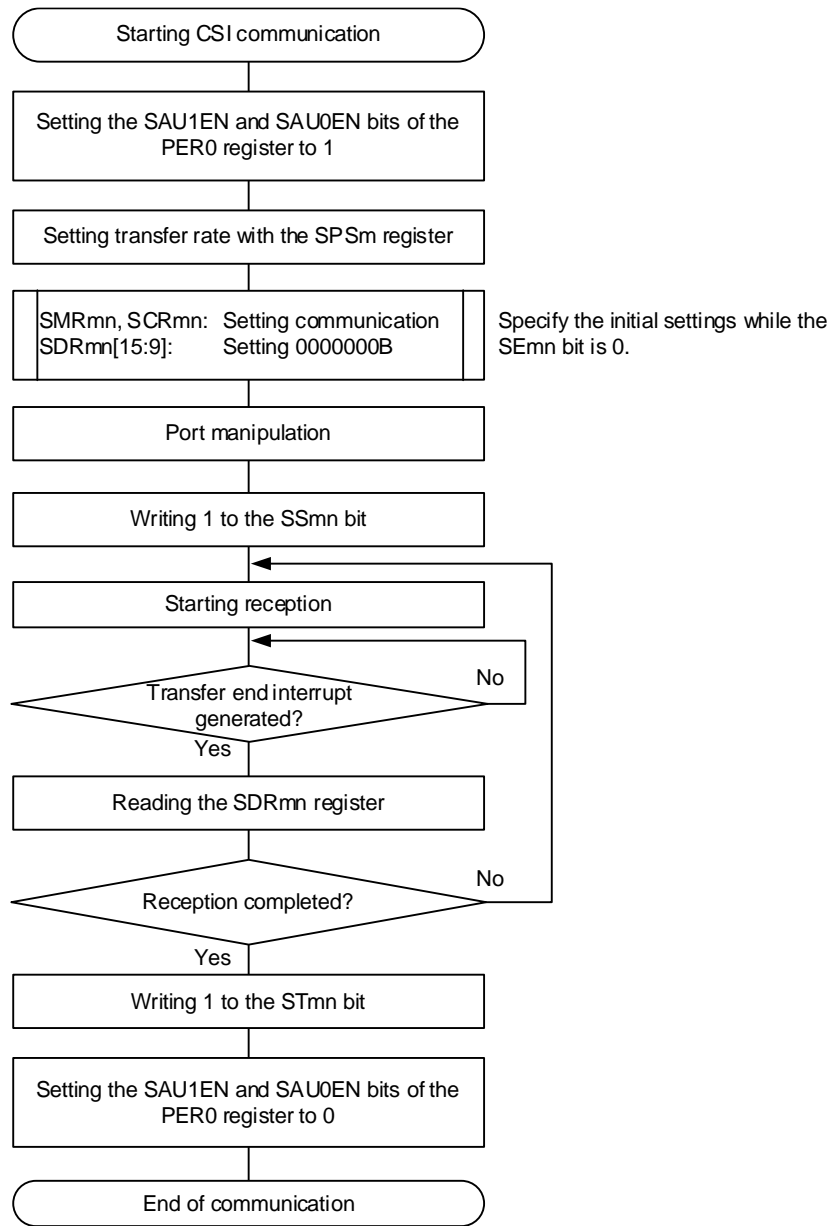 Starting CSI communication
Setting the SAU1EN and SAU0EN bits of the
PER0 register to 1
Setting transfer rate with the SPSm register
SMRmn, SCRmn: Setting communication
SDRmn[15:9]: Setting 0000000B
Specify the initial settings while the
SEmn bit is 0.
Port manipulation
Writing 1 to the SSmn bit
Starting reception
Transfer end interrupt
generated?
No
Yes
Reading the SDRmn register
Reception completed?
No
Yes
Writing 1 to the STmn bit
Setting the SAU1EN and SAU0EN bits of the
PER0 register to 0
End of communication